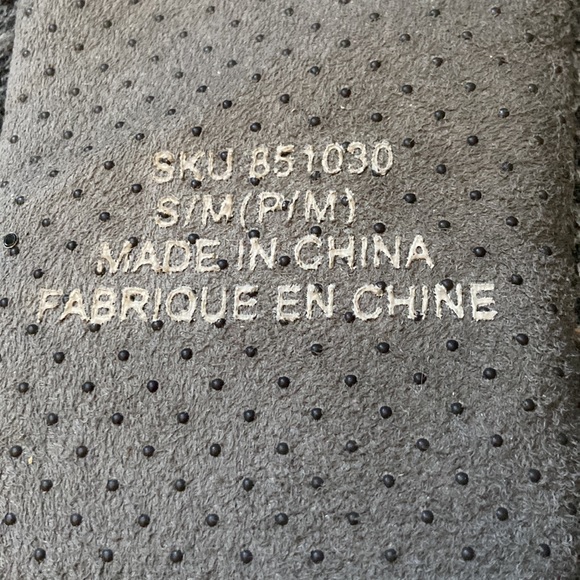 SKU 851030
S/M(P/M)
MADE IN CHINA
FABRIQUE EN CHINE